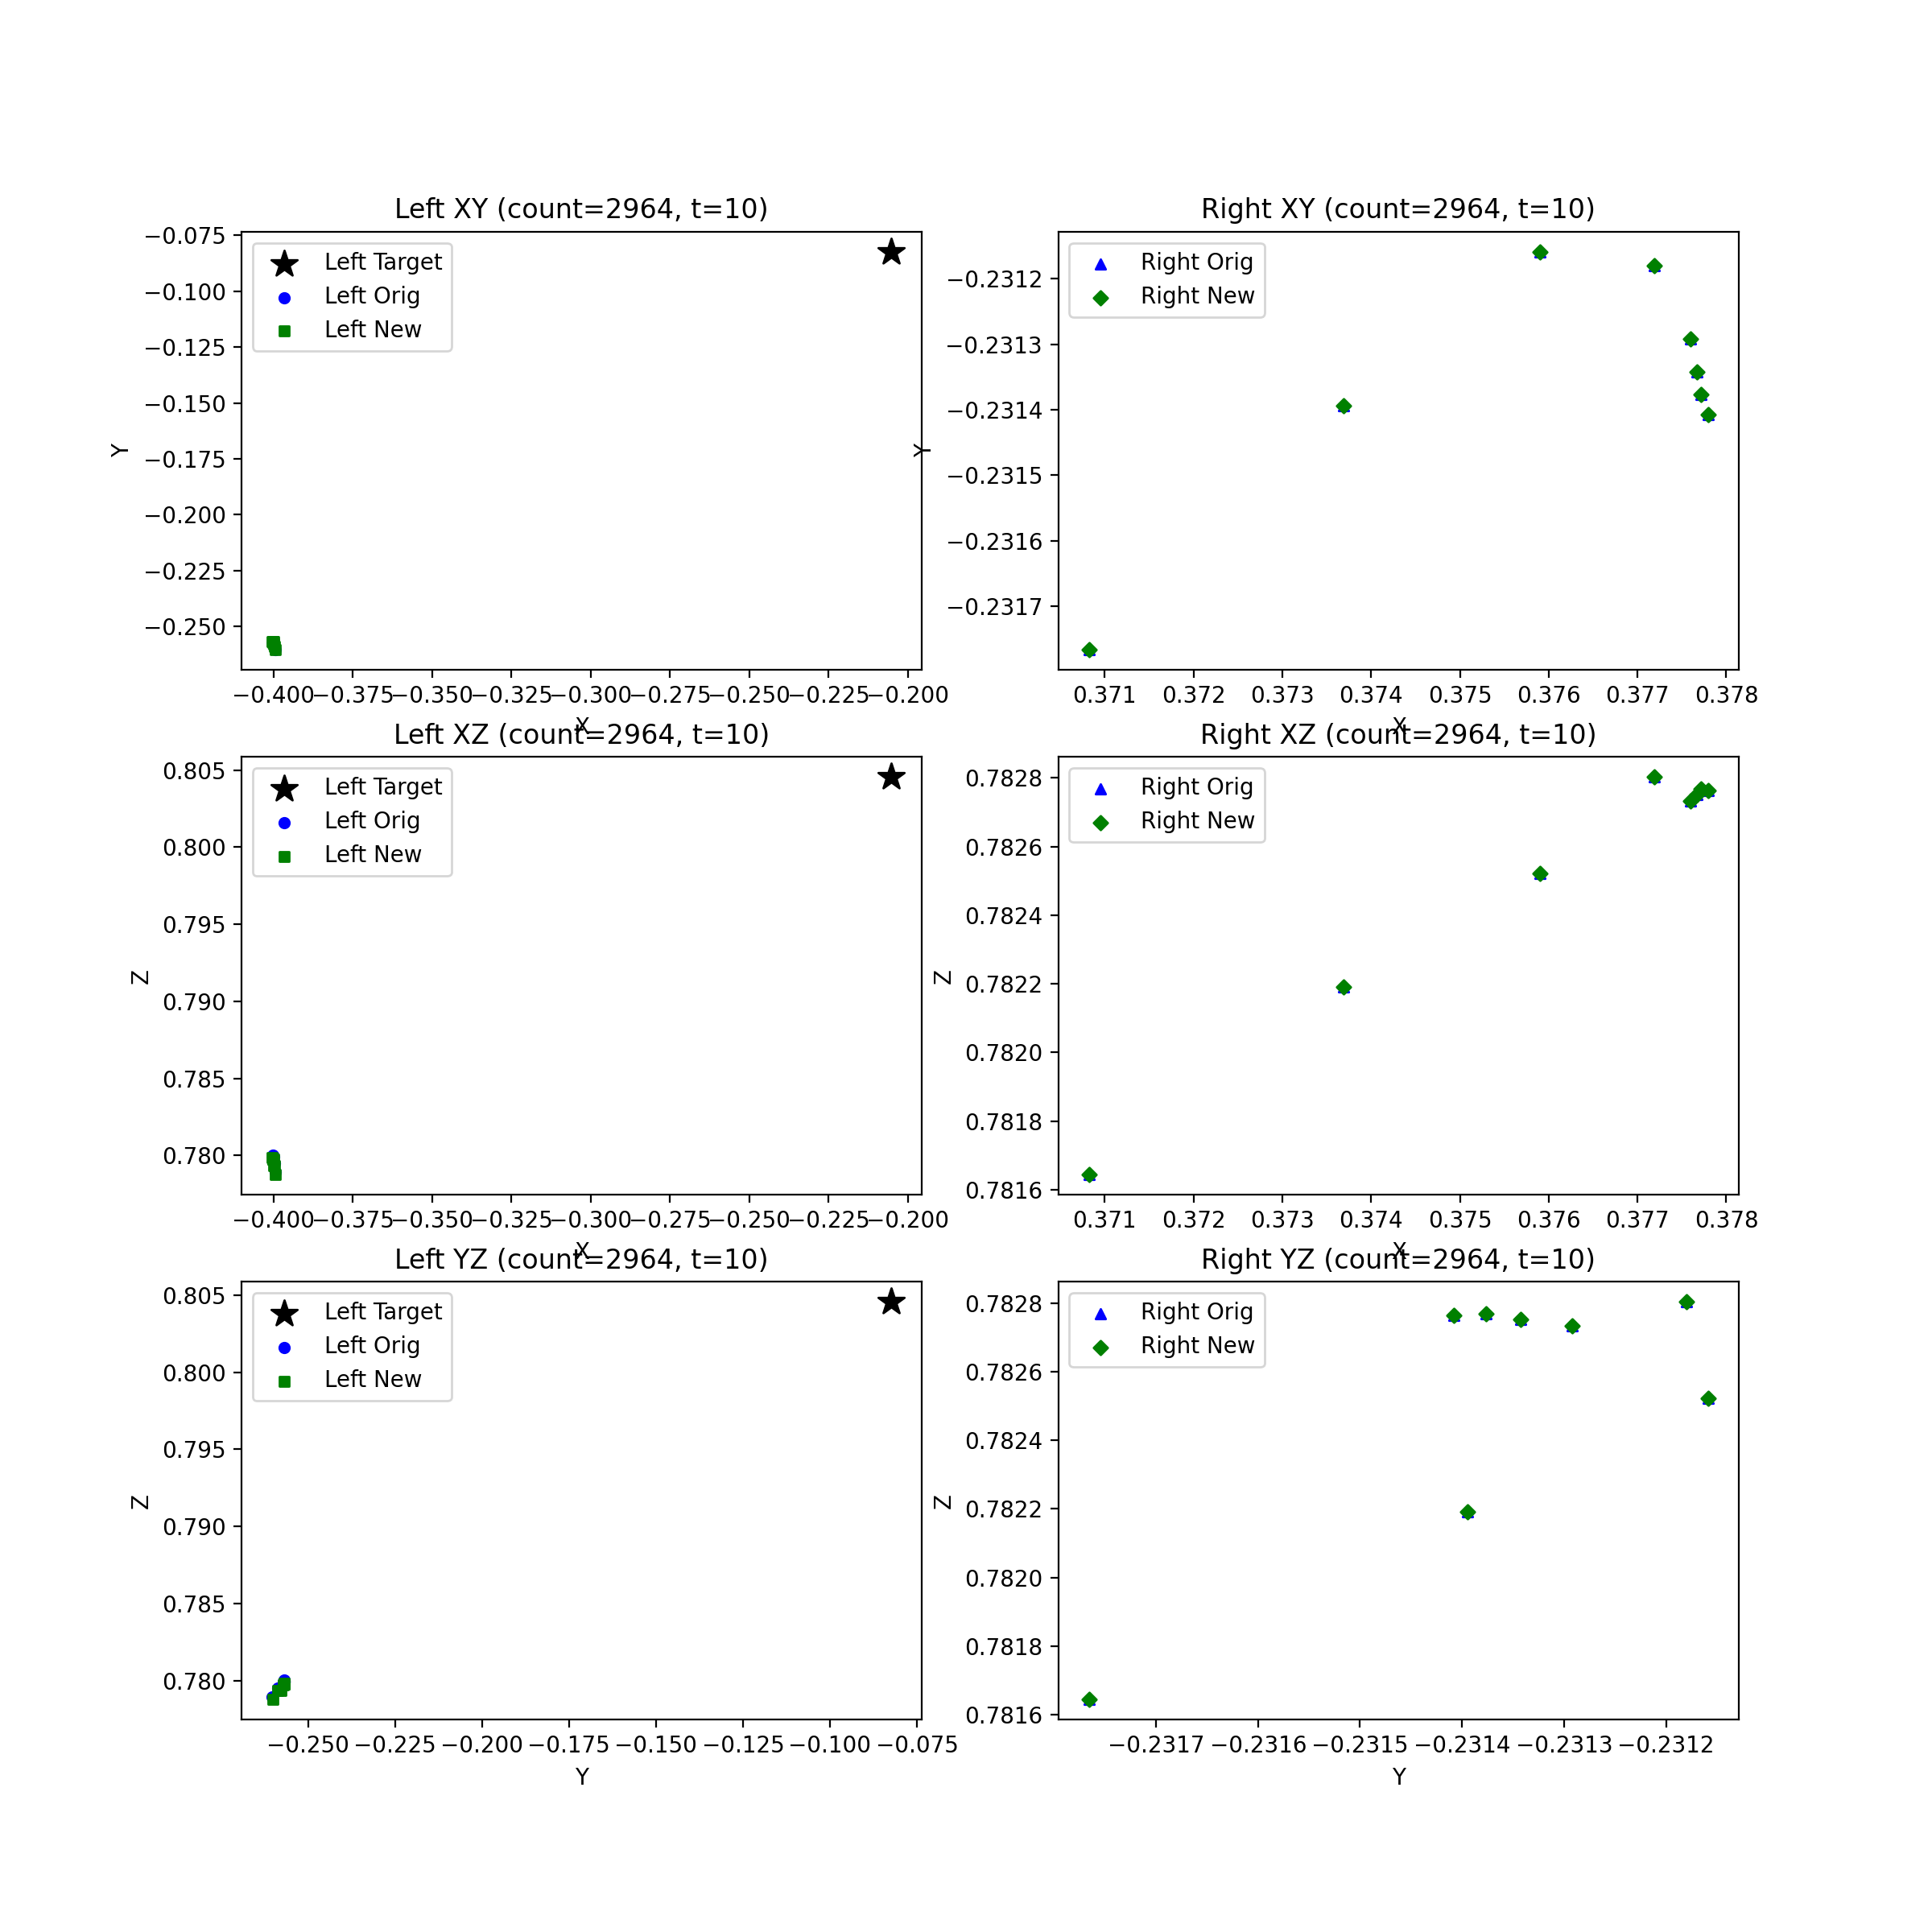 Left XY (count=2964, t=10)
Right XY (count=2964, t=10)
−0.075
−0.100
−0.125
−0.150
−0.175
−0.200
−0.225
−0.250
Y
Left Target
Left Orig
Left New
−0.400 −0.375 −0.350 −0.325 −0.300 −0.275 −0.250 −0.225 −0.200
X
−0.2312
−0.2313
−0.2314
−0.2315
−0.2316
−0.2317
Y
Right Orig
Right New
0.371 0.372 0.373 0.374 0.375 0.376 0.377 0.378
X
Left XZ (count=2964, t=10)
Right XZ (count=2964, t=10)
0.805
0.800
0.795
0.790
0.785
0.780
Z
Left Target
Left Orig
Left New
−0.400 −0.375 −0.350 −0.325 −0.300 −0.275 −0.250 −0.225 −0.200
X
0.7828
0.7826
0.7824
0.7822
0.7820
0.7818
0.7816
Z
Right Orig
Right New
0.371 0.372 0.373 0.374 0.375 0.376 0.377 0.378
X
Left YZ (count=2964, t=10)
Right YZ (count=2964, t=10)
0.805
0.800
0.795
0.790
0.785
0.780
Z
Left Target
Left Orig
Left New
−0.250 −0.225 −0.200 −0.175 −0.150 −0.125 −0.100 −0.075
Y
0.7828
0.7826
0.7824
0.7822
0.7820
0.7818
0.7816
Z
Right Orig
Right New
−0.2317 −0.2316 −0.2315 −0.2314 −0.2313 −0.2312
Y